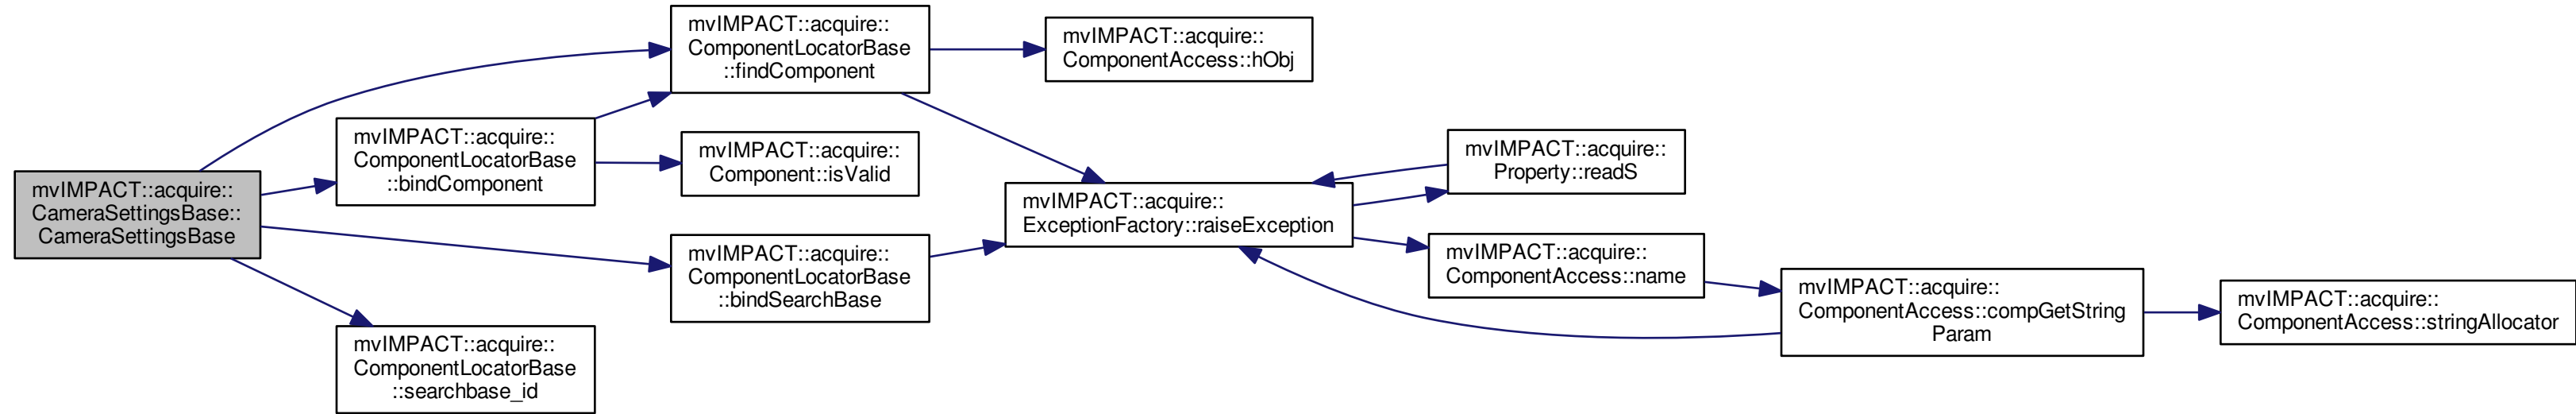 mvIMPACT::acquire::
CameraSettingsBase::
CameraSettingsBase
mvIMPACT::acquire::
ComponentLocatorBase
::bindComponent
mvIMPACT::acquire::
ComponentLocatorBase
::searchbase_id
mvIMPACT::acquire::
ComponentLocatorBase
::findComponent
mvIMPACT::acquire::
Component::isValid
mvIMPACT::acquire::
ComponentLocatorBase
::bindSearchBase
mvIMPACT::acquire::
ComponentAccess::hObj
mvIMPACT::acquire::
ExceptionFactory::raiseException
mvIMPACT::acquire::
Property::readS
mvIMPACT::acquire::
ComponentAccess::name
mvIMPACT::acquire::
ComponentAccess::compGetString
Param
mvIMPACT::acquire::
ComponentAccess::stringAllocator